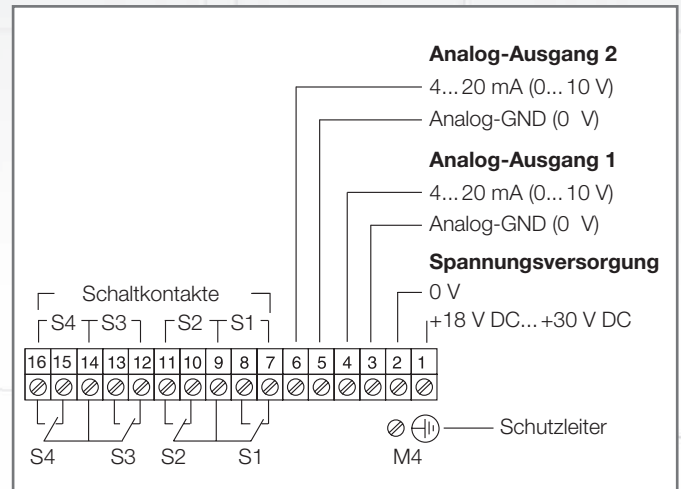 Analog-Ausgang 2
4... 20 mA (0... 10 V)
Analog-GND (0 V)
Analog-Ausgang 1
4... 20 mA (0... 10 V)
Analog-GND (0 V)
Spannungsversorgung
0 V
+18 V DC... +30 V DC
Schaltkontakte
S4 S3 S2 S1
16 15 14 13 12 11 10 9 8 7 6 5 4 3 2 1
Schutzleiter
S4 S3 S2 S1 M4